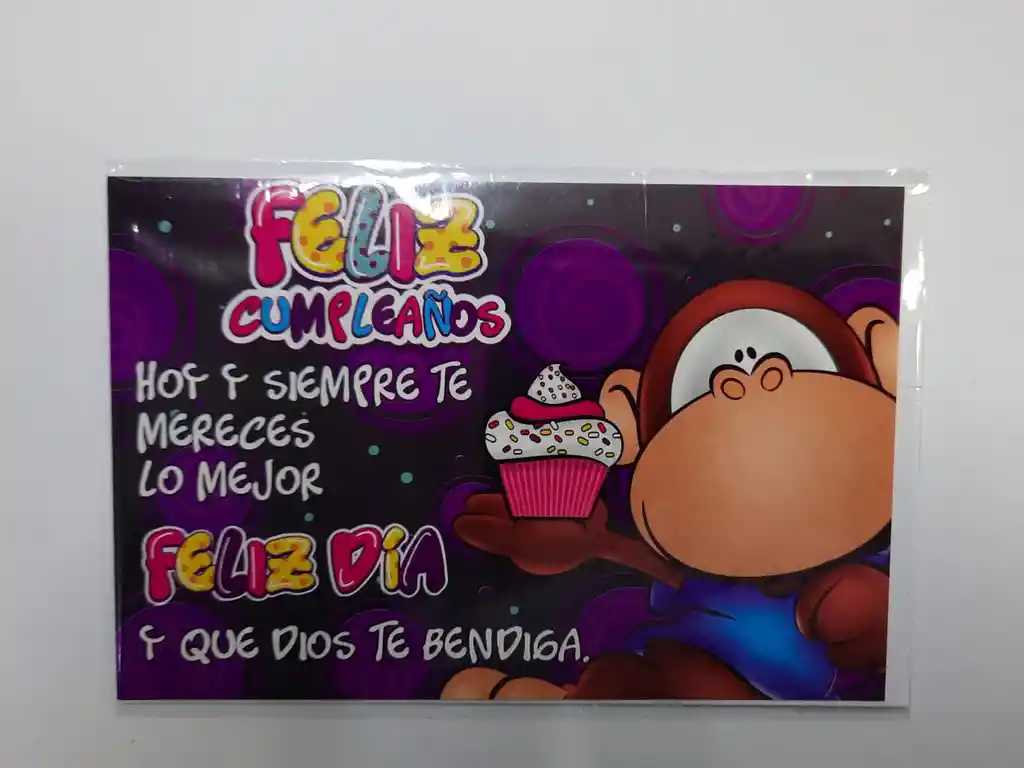 FELIZ
CUMPLEAÑOS
HOY Y SIEMPRE TE
MERECES
LO MEJOR
FELIZ DÍA
Y QUE DIOS TE BENDIGA.